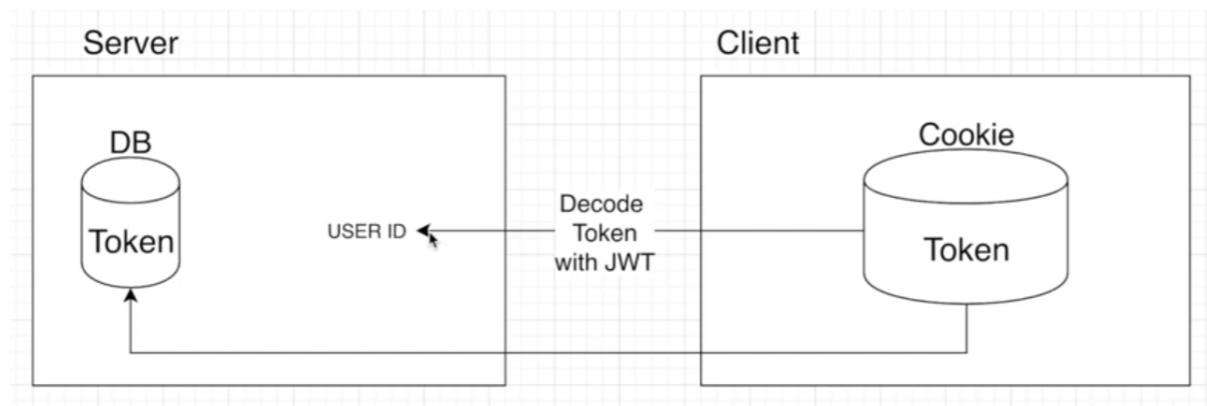 Server
Client
DB
Cookie
Token
USER ID
Decode
Token
with JWT
Token